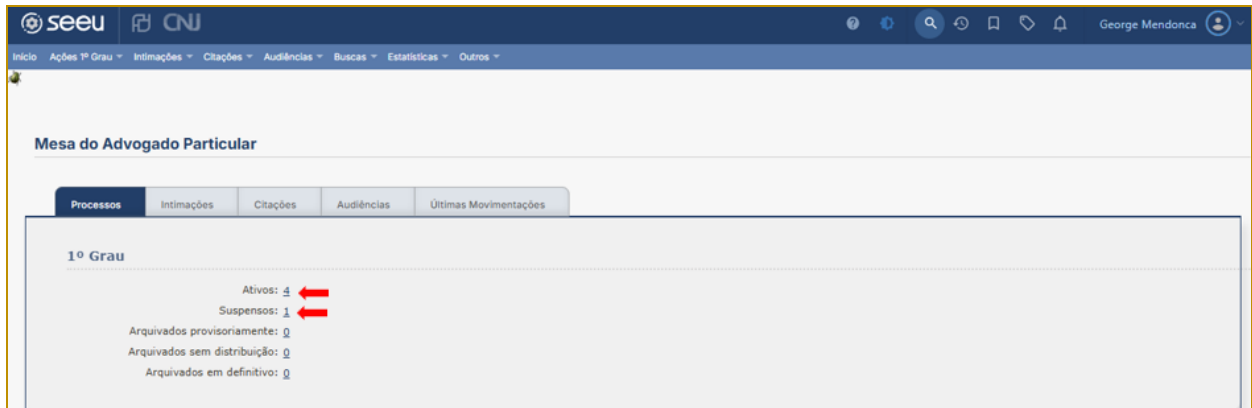 seeu CNJ George Mendonca
Início Ações 1º Grau Intimações Citações Audiências Buscas Estatísticas Outros
Mesa do Advogado Particular
Processos Intimações Citações Audiências Últimas Movimentações
1º Grau
Ativos: 4
Suspensos: 1
Arquivados provisoriamente: 0
Arquivados sem distribuição: 0
Arquivados em definitivo: 0